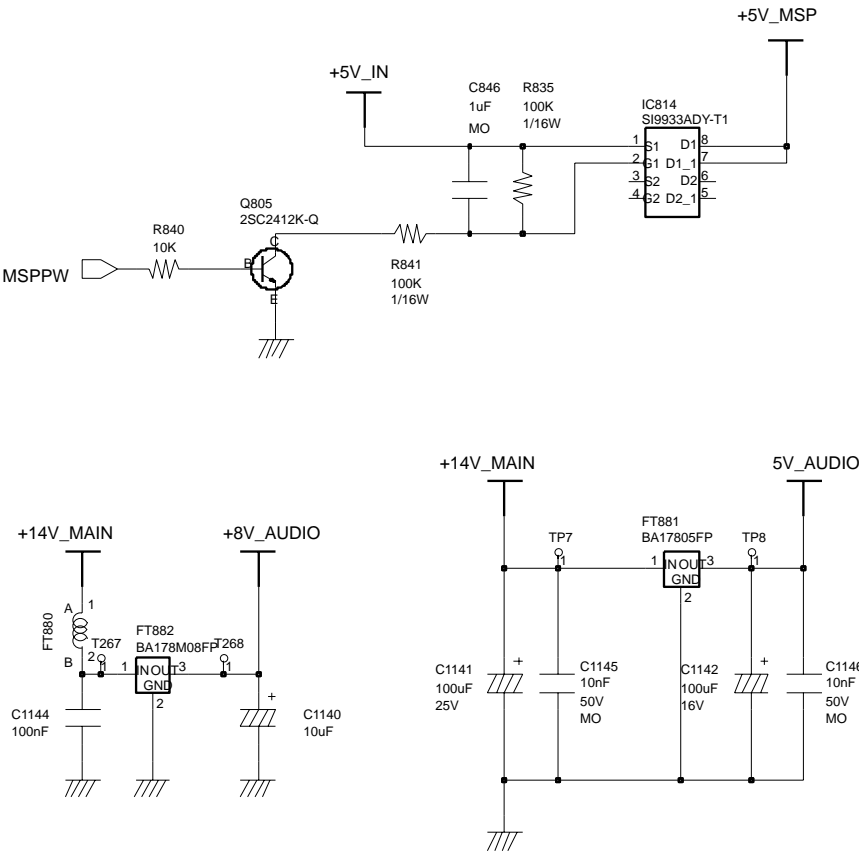 +5V_MSP
+5V_IN
C846
1uF
MO
R835
100K
1/16W
IC814
SI9933ADY-T1
1 S1 D1 8
2 G1 D1_1 7
3 S2 D2 6
4 G2 D2_1 5
Q805
2SC2412K-Q
C
B
E
R840
10K
MSPPW
R841
100K
1/16W
+14V_MAIN
+8V_AUDIO
FT880
A 1
B 2
T267
1
FT882
BA178M08FP
1 IN OUT 3
GND
2
T268
1
C1144
100nF
+
C1140
10uF
+14V_MAIN
5V_AUDIO
TP7
1
FT881
BA17805FP
1 IN OUT 3
GND
2
TP8
1
C1141
100uF
25V
+
C1145
10nF
50V
MO
C1142
100uF
16V
+
C1146
10nF
50V
MO